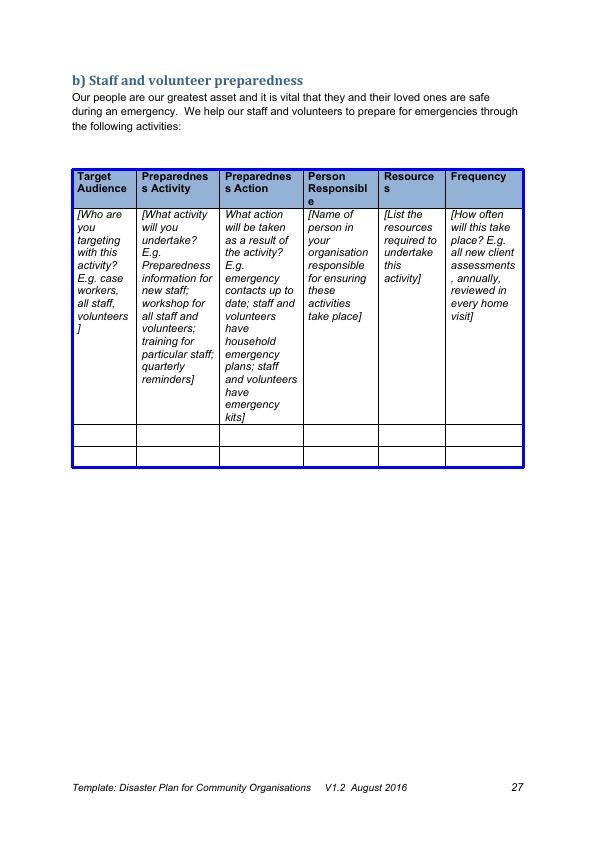 b) Staff and volunteer preparedness
Our people are our greatest asset and it is vital that they and their loved ones are safe
during an emergency.  We help our staff and volunteers to prepare for emergencies through
the following activities:
Target
Audience
Preparednes
s Activity
Preparednes
s Action
Person
Responsibl
e
Resource
s
Frequency
[Who are
you
targeting
with this
activity?
E.g. case
workers,
all staff,
volunteers
]
[What activity
will you
undertake?
E.g.
Preparedness
information for
new staff;
workshop for
all staff and
volunteers;
training for
particular staff;
quarterly
reminders]
What action
will be taken
as a result of
the activity?
E.g.
emergency
contacts up to
date; staff and
volunteers
have
household
emergency
plans; staff
and volunteers
have
emergency
kits]
[Name of
person in
your
organisation
responsible
for ensuring
these
activities
take place]
[List the
resources
required to
undertake
this
activity]
[How often
will this take
place? E.g.
all new client
assessments
, annually,
reviewed in
every home
visit]
Template: Disaster Plan for Community Organisations    V1.2  August 2016    27